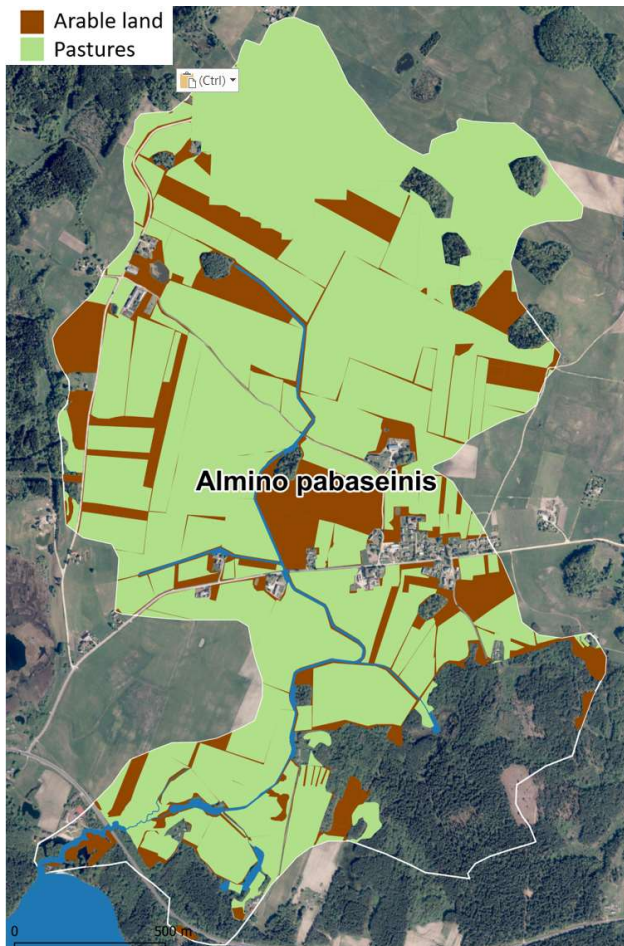 Arable land
Pastures
(Ctrl)
Almino pabaseinis
0 500 m